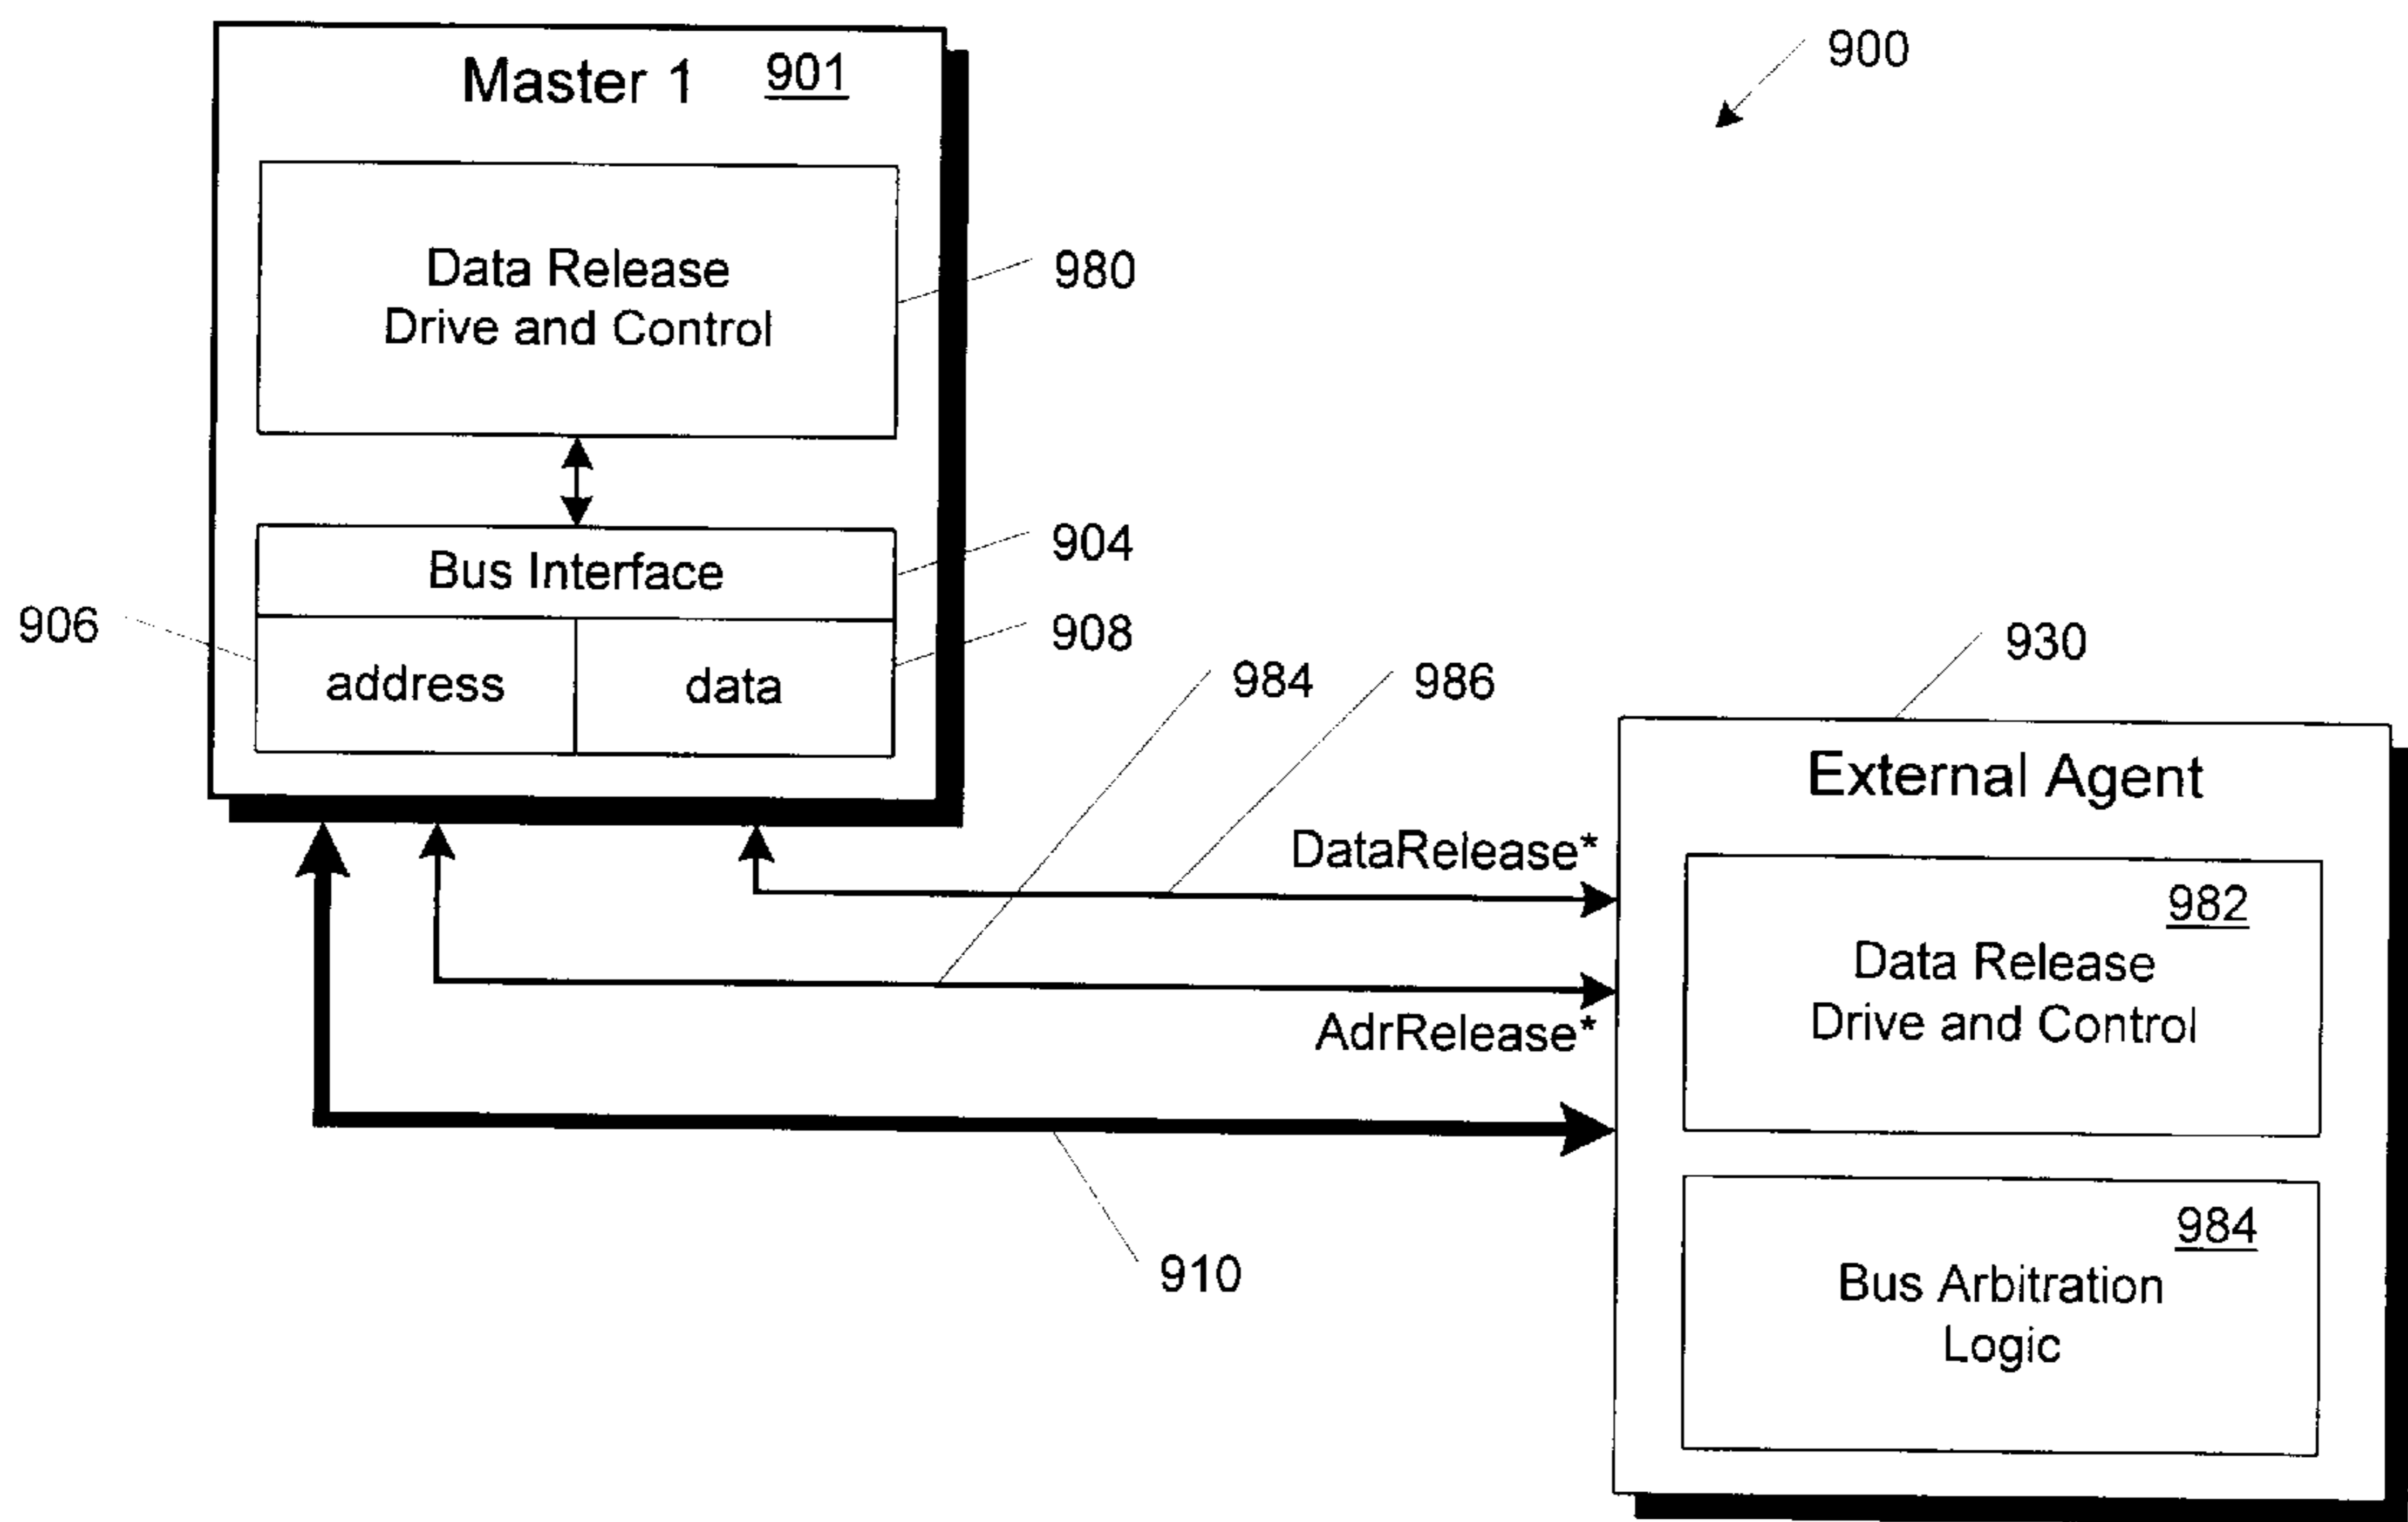 Master 1 901
900
Data Release
Drive and Control
980
Bus Interface
904
906
908
address
data
984
986
930
External Agent
DataRelease*
982
Data Release
Drive and Control
AdrRelease*
984
Bus Arbitration
Logic
910